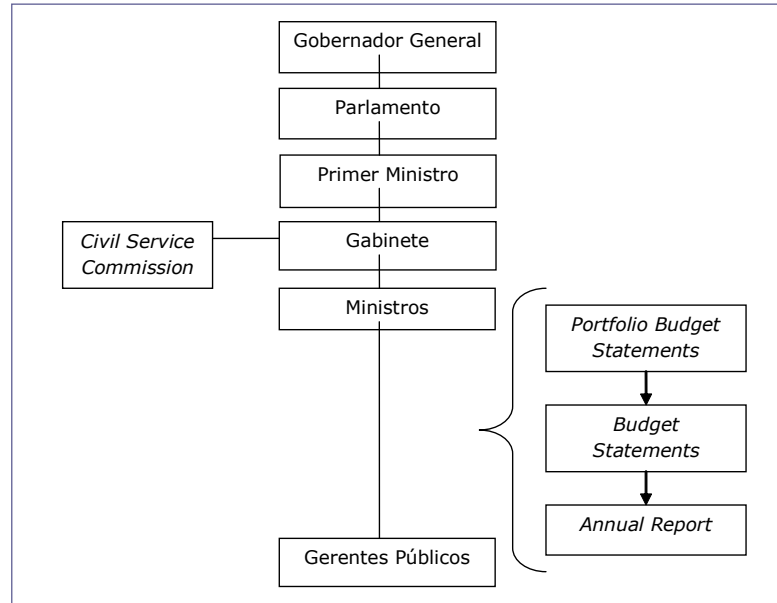 Gobernador General
Parlamento
Primer Ministro
Civil Service
Commission
Gabinete
Ministros
Portfolio Budget
Statements
Budget
Statements
Annual Report
Gerentes Públicos